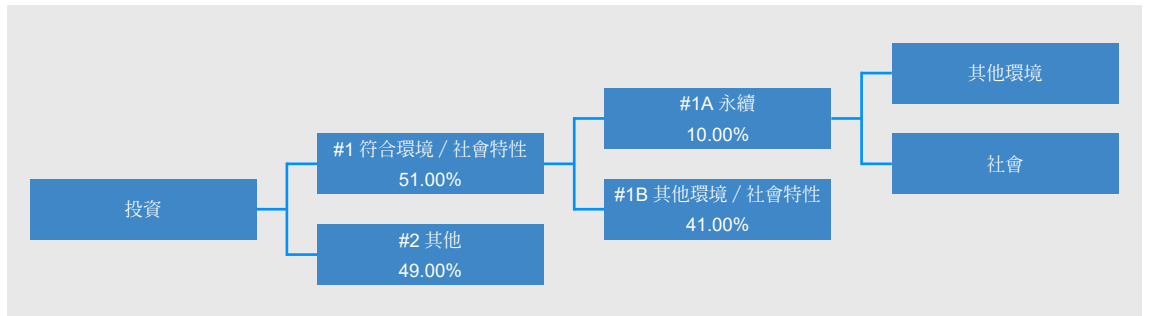 投資
#1 符合環境 / 社會特性
51.00%
#2 其他
49.00%
#1A 永續
10.00%
#1B 其他環境 / 社會特性
41.00%
其他環境
社會